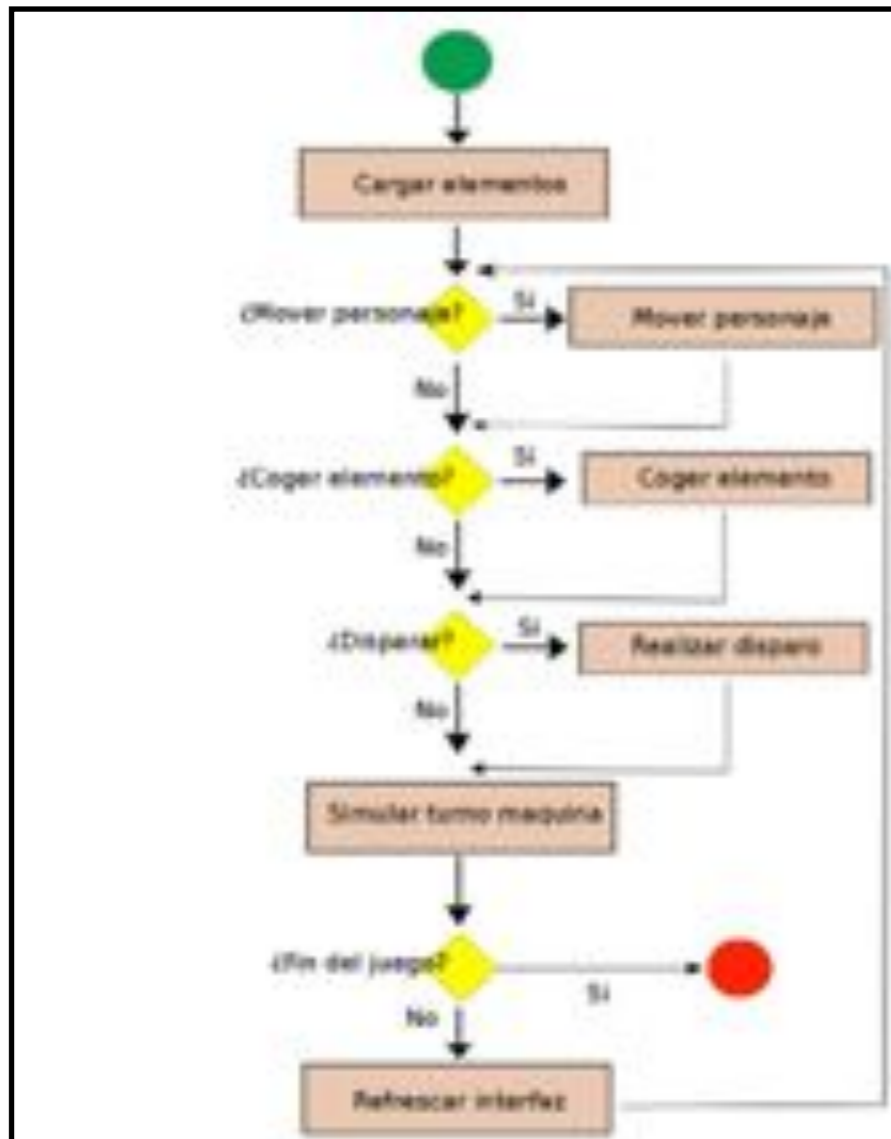 Cargar elementos
¿Mover personaje?
Si
Mover personaje
No
¿Coger elemento?
Si
Coger elemento
No
¿Disparar?
Si
Realizar disparo
No
Simular turno maquina
¿Fin del juego?
Si
No
Refrescar interfaz